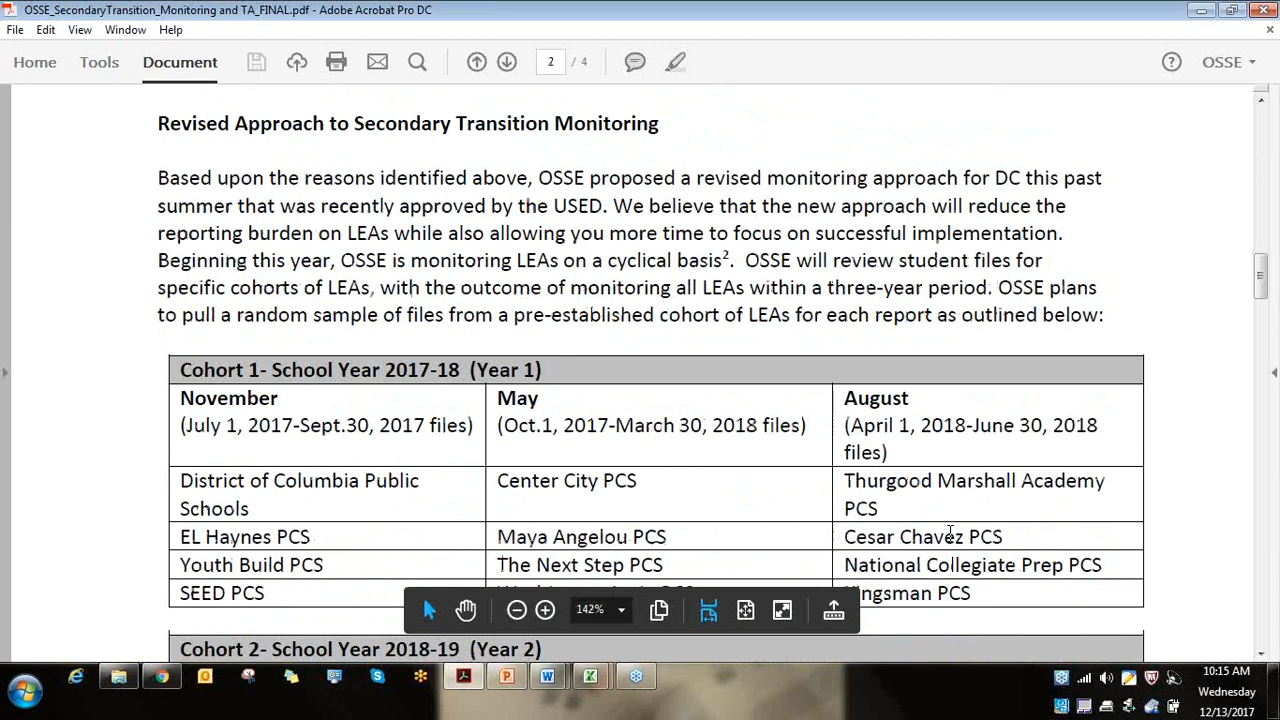 OSSE_SecondaryTransition_Monitoring and TA_FINAL.pdf - Adobe Acrobat Pro DC
File Edit View Window Help
Home Tools Document 2 / 4 OSSE
Revised Approach to Secondary Transition Monitoring
Based upon the reasons identified above, OSSE proposed a revised monitoring approach for DC this past
summer that was recently approved by the USED. We believe that the new approach will reduce the
reporting burden on LEAs while also allowing you more time to focus on successful implementation.
Beginning this year, OSSE is monitoring LEAs on a cyclical basis². OSSE will review student files for
specific cohorts of LEAs, with the outcome of monitoring all LEAs within a three-year period. OSSE plans
to pull a random sample of files from a pre-established cohort of LEAs for each report as outlined below:
Cohort 1- School Year 2017-18 (Year 1)
November May August
(July 1, 2017-Sept.30, 2017 files) (Oct.1, 2017-March 30, 2018 files) (April 1, 2018-June 30, 2018
files)
District of Columbia Public Center City PCS Thurgood Marshall Academy
Schools PCS
EL Haynes PCS Maya Angelou PCS Cesar Chavez PCS
Youth Build PCS The Next Step PCS National Collegiate Prep PCS
SEED PCS Kingsman PCS
142%
Cohort 2- School Year 2018-19 (Year 2)
10:15 AM
Wednesday
12/13/2017